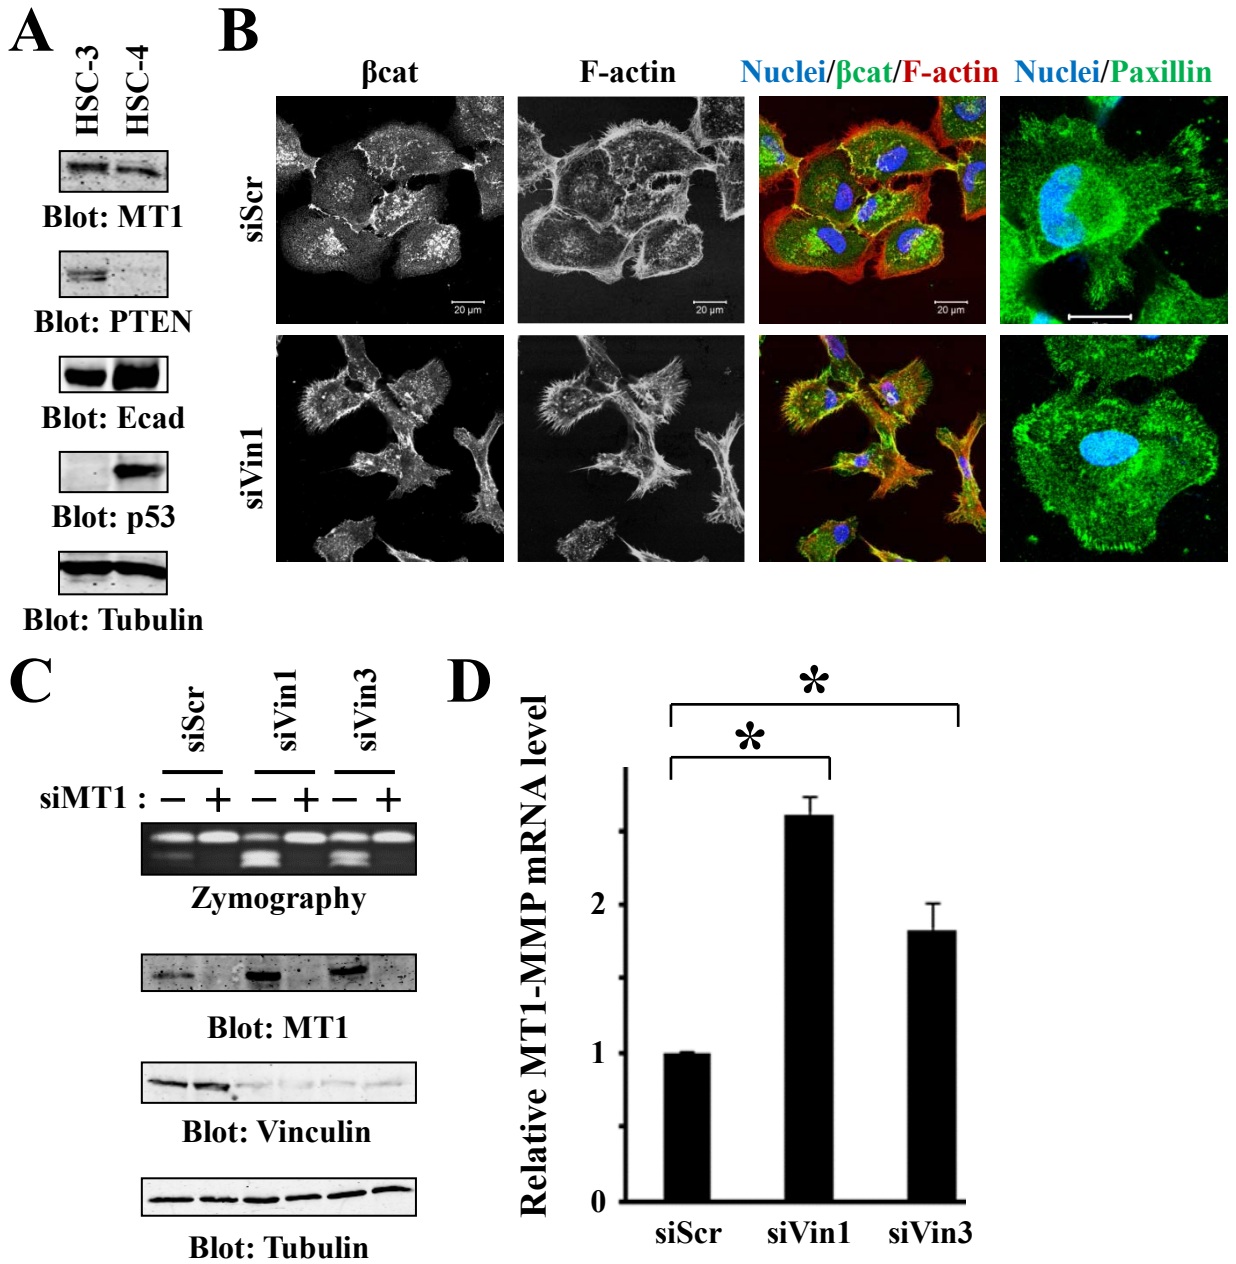 A
HSC-3
HSC-4
Blot: MT1
Blot: PTEN
Blot: Ecad
Blot: p53
Blot: Tubulin
B
βcat
F-actin
Nuclei/βcat/F-actin
Nuclei/Paxillin
siScr
20 μm
20 μm
20 μm
siVin1
C
siScr
siVin1
siVin3
siMT1 : − + − + − +
Zymography
Blot: MT1
Blot: Vinculin
Blot: Tubulin
D
* 
*
Relative MT1-MMP mRNA level
2
1
0
siScr
siVin1
siVin3